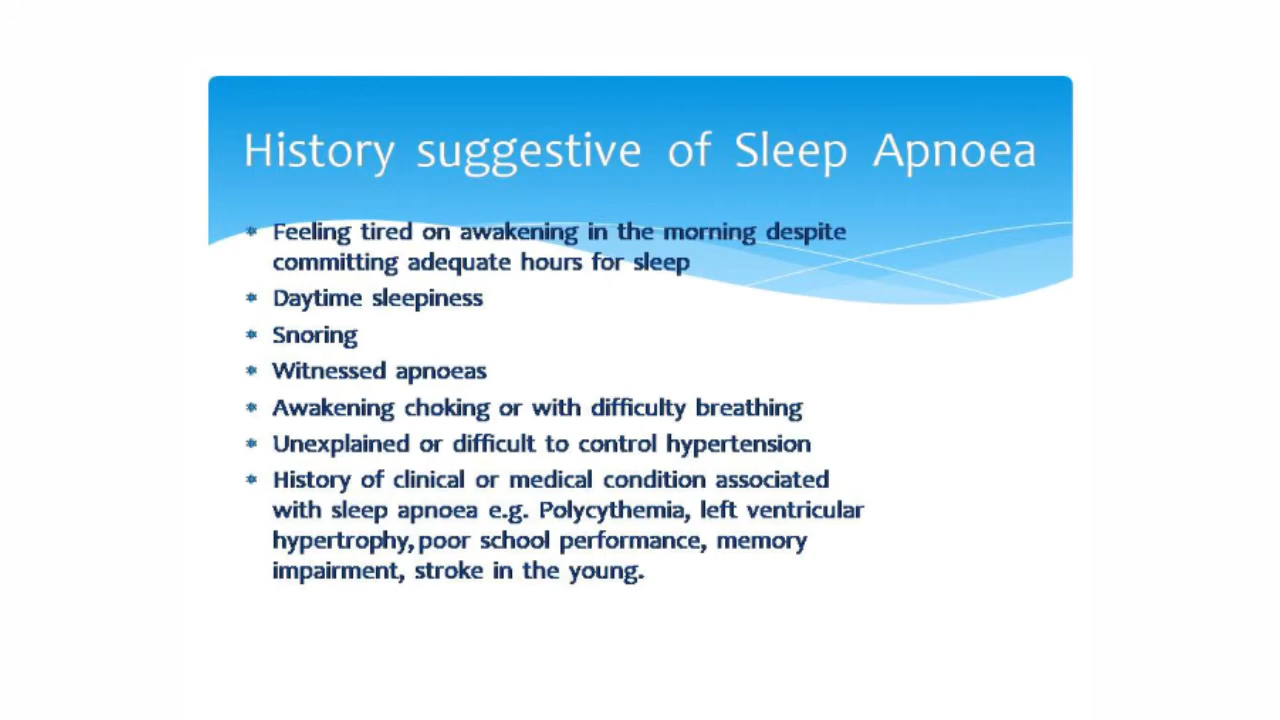 History suggestive of Sleep Apnoea
* Feeling tired on awakening in the morning despite
committing adequate hours for sleep
* Daytime sleepiness
* Snoring
* Witnessed apnoeas
* Awakening choking or with difficulty breathing
* Unexplained or difficult to control hypertension
* History of clinical or medical condition associated
with sleep apnoea e.g. Polycythemia, left ventricular
hypertrophy, poor school performance, memory
impairment, stroke in the young.